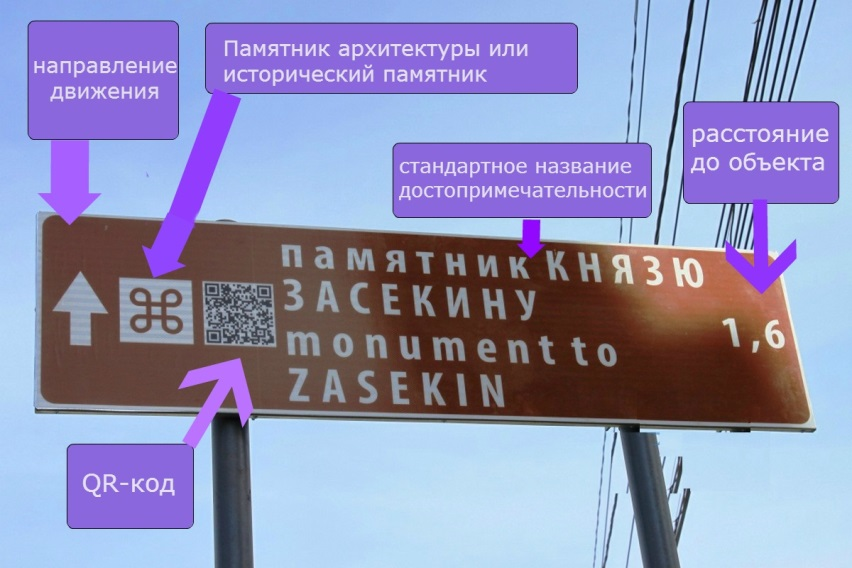 направление
движения
Памятник архитектуры или
исторический памятник
стандартное название
достопримечательности
расстояние
до объекта
памятник КНЯЗЮ
ЗАСЕКИНУ
monument to
ZASEKIN
1,6
QR-код